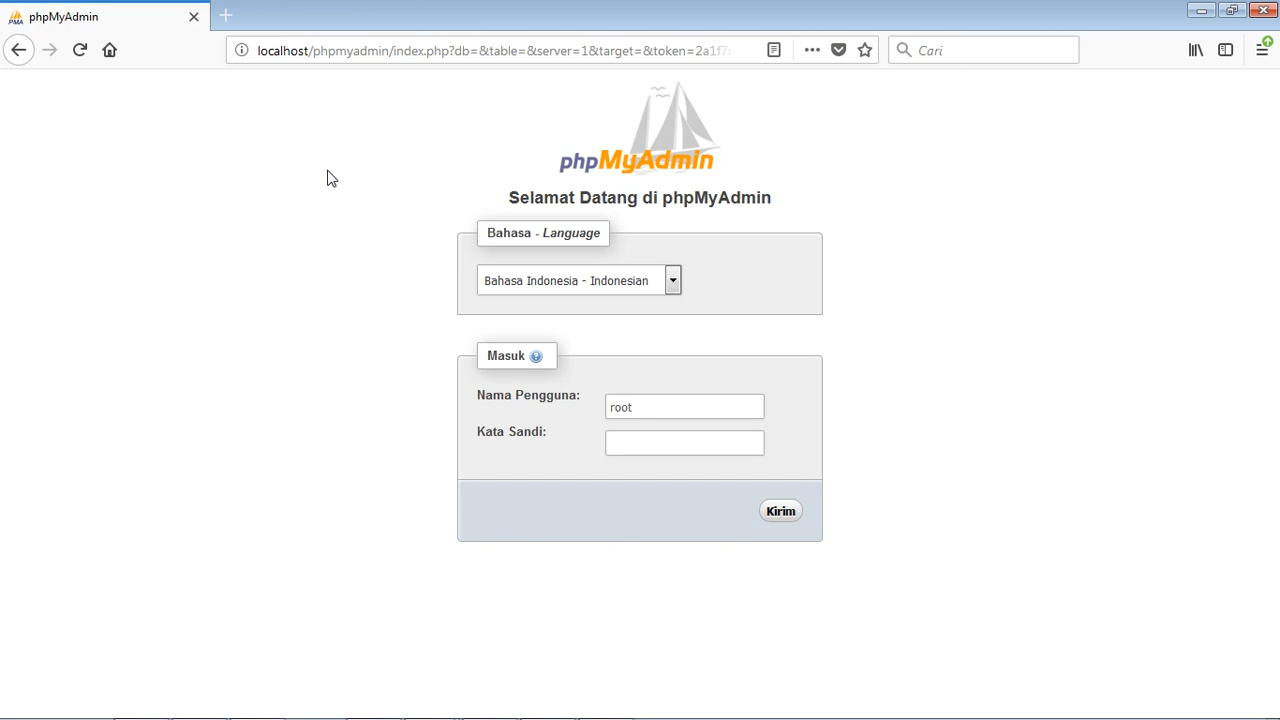 phpMyAdmin
localhost/phpmyadmin/index.php?db=&table=&server=1&target=&token=2a1f7
Cari
phpMyAdmin
Selamat Datang di phpMyAdmin
Bahasa - Language
Bahasa Indonesia - Indonesian
Masuk
Nama Pengguna:
root
Kata Sandi:
Kirim